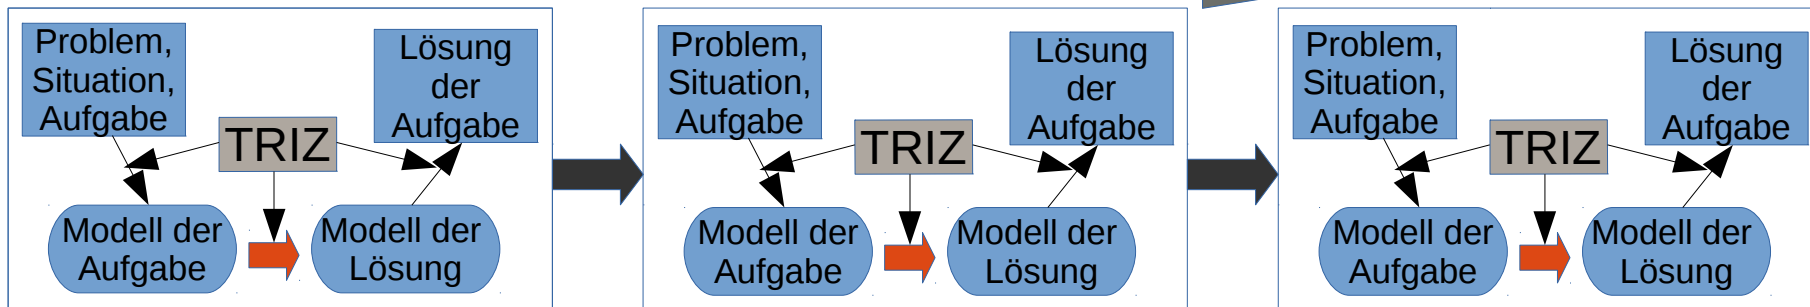 Problem,
Situation,
Aufgabe
Lösung
der
Aufgabe
TRIZ
Modell der
Aufgabe
Modell der
Lösung
Problem,
Situation,
Aufgabe
Lösung
der
Aufgabe
TRIZ
Modell der
Aufgabe
Modell der
Lösung
Problem,
Situation,
Aufgabe
Lösung
der
Aufgabe
TRIZ
Modell der
Aufgabe
Modell der
Lösung